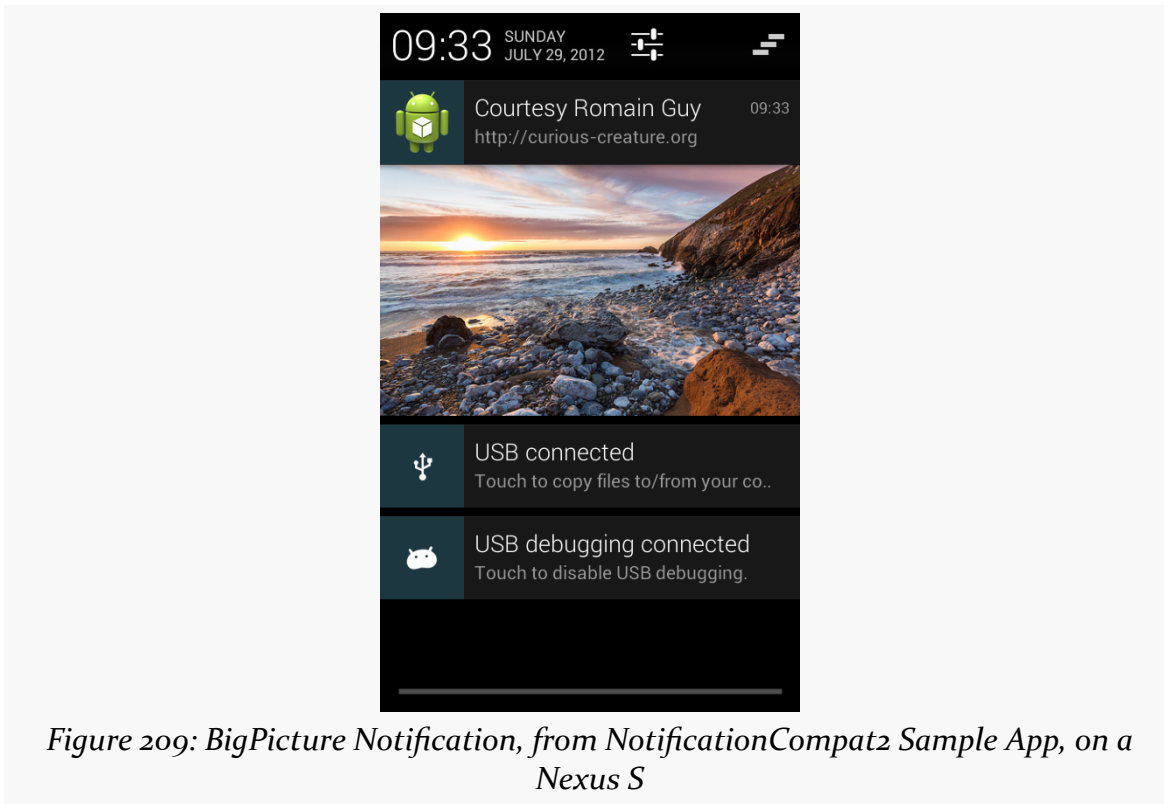 09:33 SUNDAY
JULY 29, 2012
Courtesy Romain Guy 09:33
http://curious-creature.org
USB connected
Touch to copy files to/from your co..
USB debugging connected
Touch to disable USB debugging.
Figure 209: BigPicture Notification, from NotificationCompat2 Sample App, on a
Nexus S